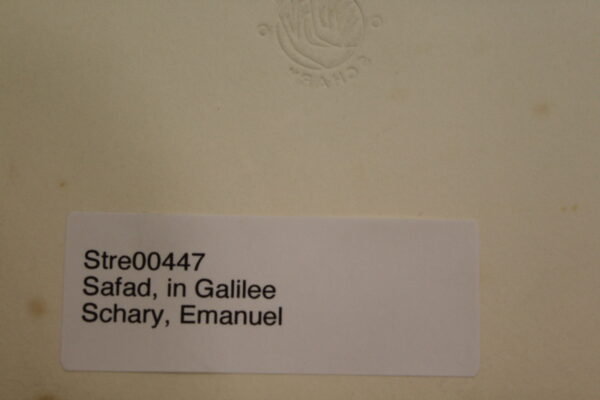 Stre00447
Safad, in Galilee
Schary, Emanuel